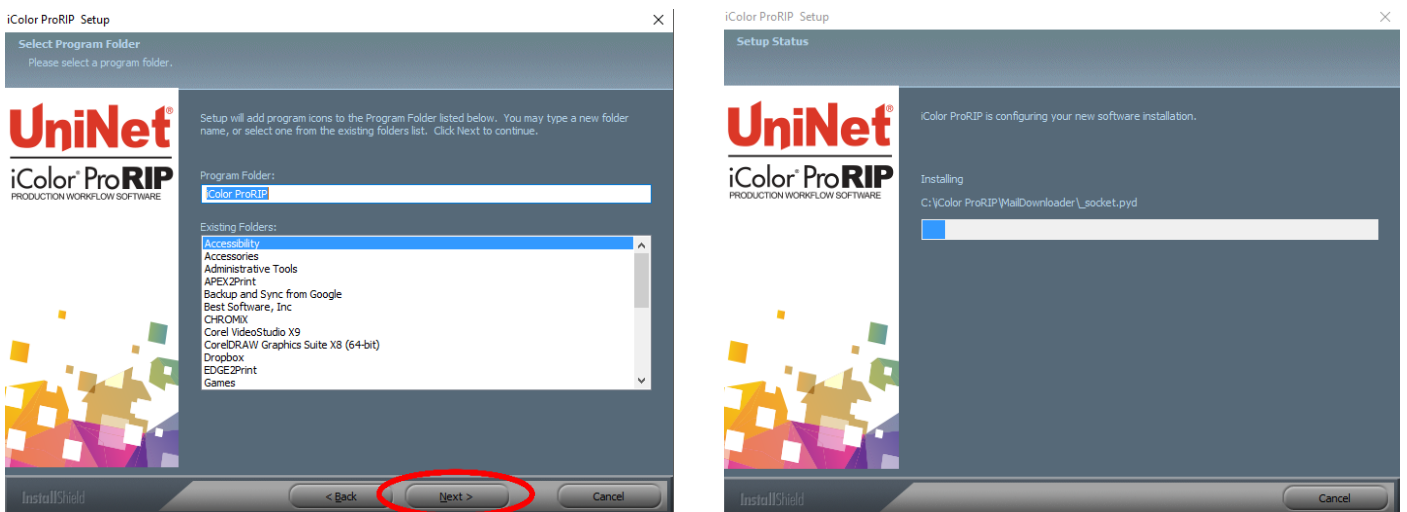 iColor ProRIP Setup
Select Program Folder
Please select a program folder.
UniNet®
iColor® ProRIP
PRODUCTION WORKFLOW SOFTWARE
Setup will add program icons to the Program Folder listed below. You may type a new folder
name, or select one from the existing folders list. Click Next to continue.
Program Folder:
iColor ProRIP
Existing Folders:
Accessibility
Accessories
Administrative Tools
APEX2Print
Backup and Sync from Google
Best Software, Inc
CHROMiX
Corel VideoStudio X9
CorelDRAW Graphics Suite X8 (64-bit)
Dropbox
EDGE2Print
Games
InstallShield
< Back
Next >
Cancel
iColor ProRIP Setup
Setup Status
UniNet®
iColor® ProRIP
PRODUCTION WORKFLOW SOFTWARE
iColor ProRIP is configuring your new software installation.
Installing
C:\iColor ProRIP\MailDownloader\_socket.pyd
InstallShield
Cancel